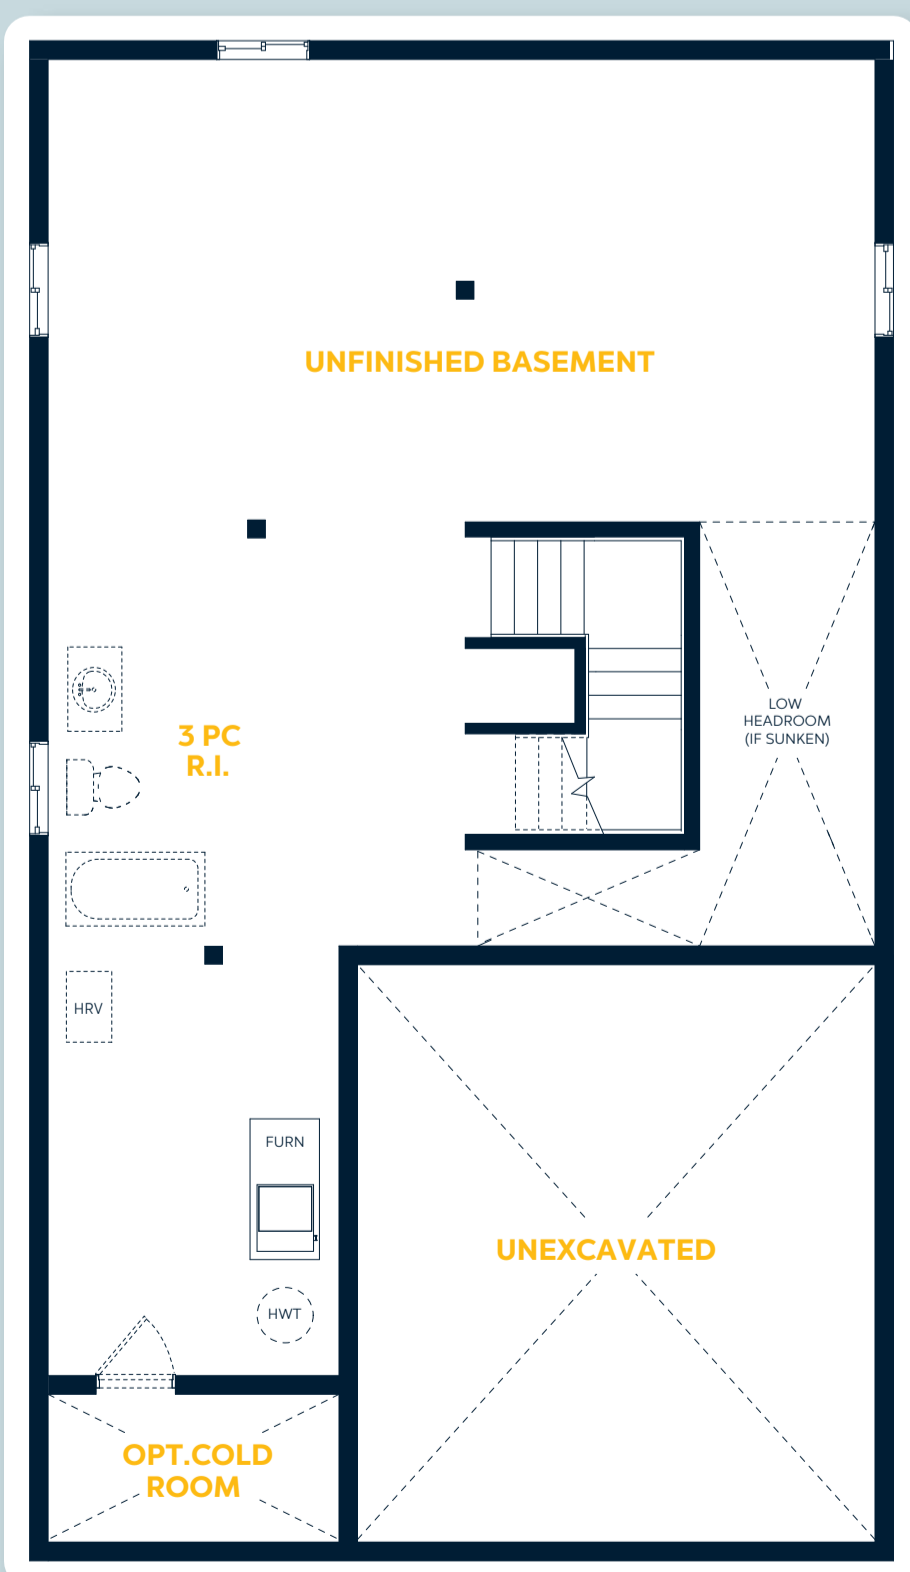 UNFINISHED BASEMENT
3 PC
R.I.
LOW
HEADROOM
(IF SUNKEN)
HRV
FURN
UNEXCAVATED
HWT
OPT.COLD
ROOM